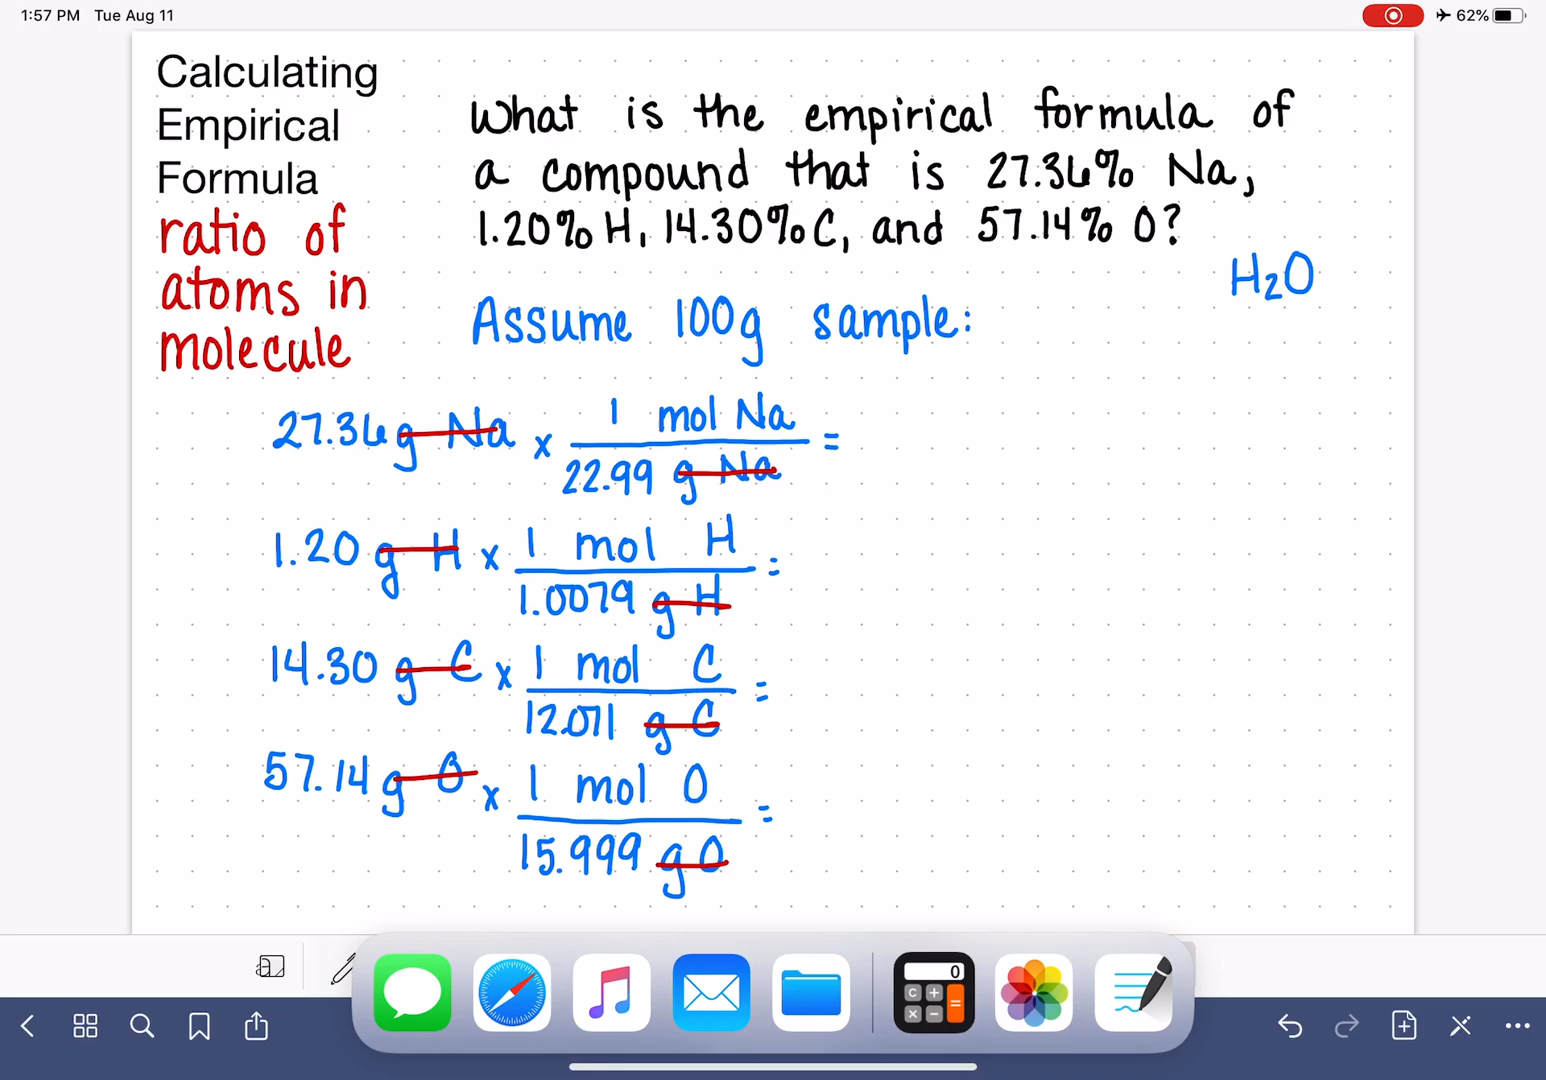 1:57 PM Tue Aug 11
62%
Calculating
Empirical
Formula
ratio of
atoms in
molecule
What is the empirical formula of
a compound that is 27.36% Na,
1.20% H, 14.30% C, and 57.14% O?
H₂O
Assume 100g sample:
27.36 g Na x 1 mol Na / 22.99 g Na =
1.20 g H x 1 mol H / 1.0079 g H =
14.30 g C x 1 mol C / 12.011 g C =
57.14 g O x 1 mol O / 15.999 g O =
0
C + × − =